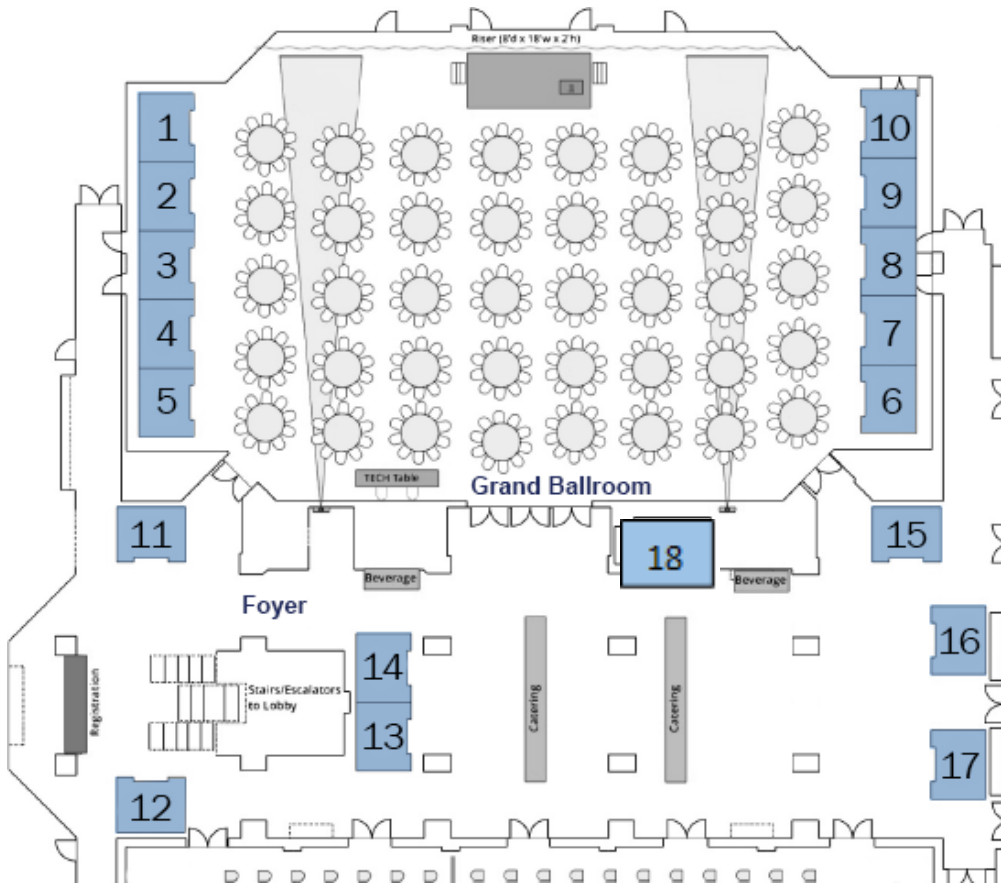 Riser (8'd x 18'w x 2'h)
1
10
2
9
3
8
4
7
5
6
TECH Table
Grand Ballroom
11
15
18
Beverage
Beverage
Foyer
16
14
Stairs/Escalators
to Lobby
Registration
Catering
Catering
13
17
12